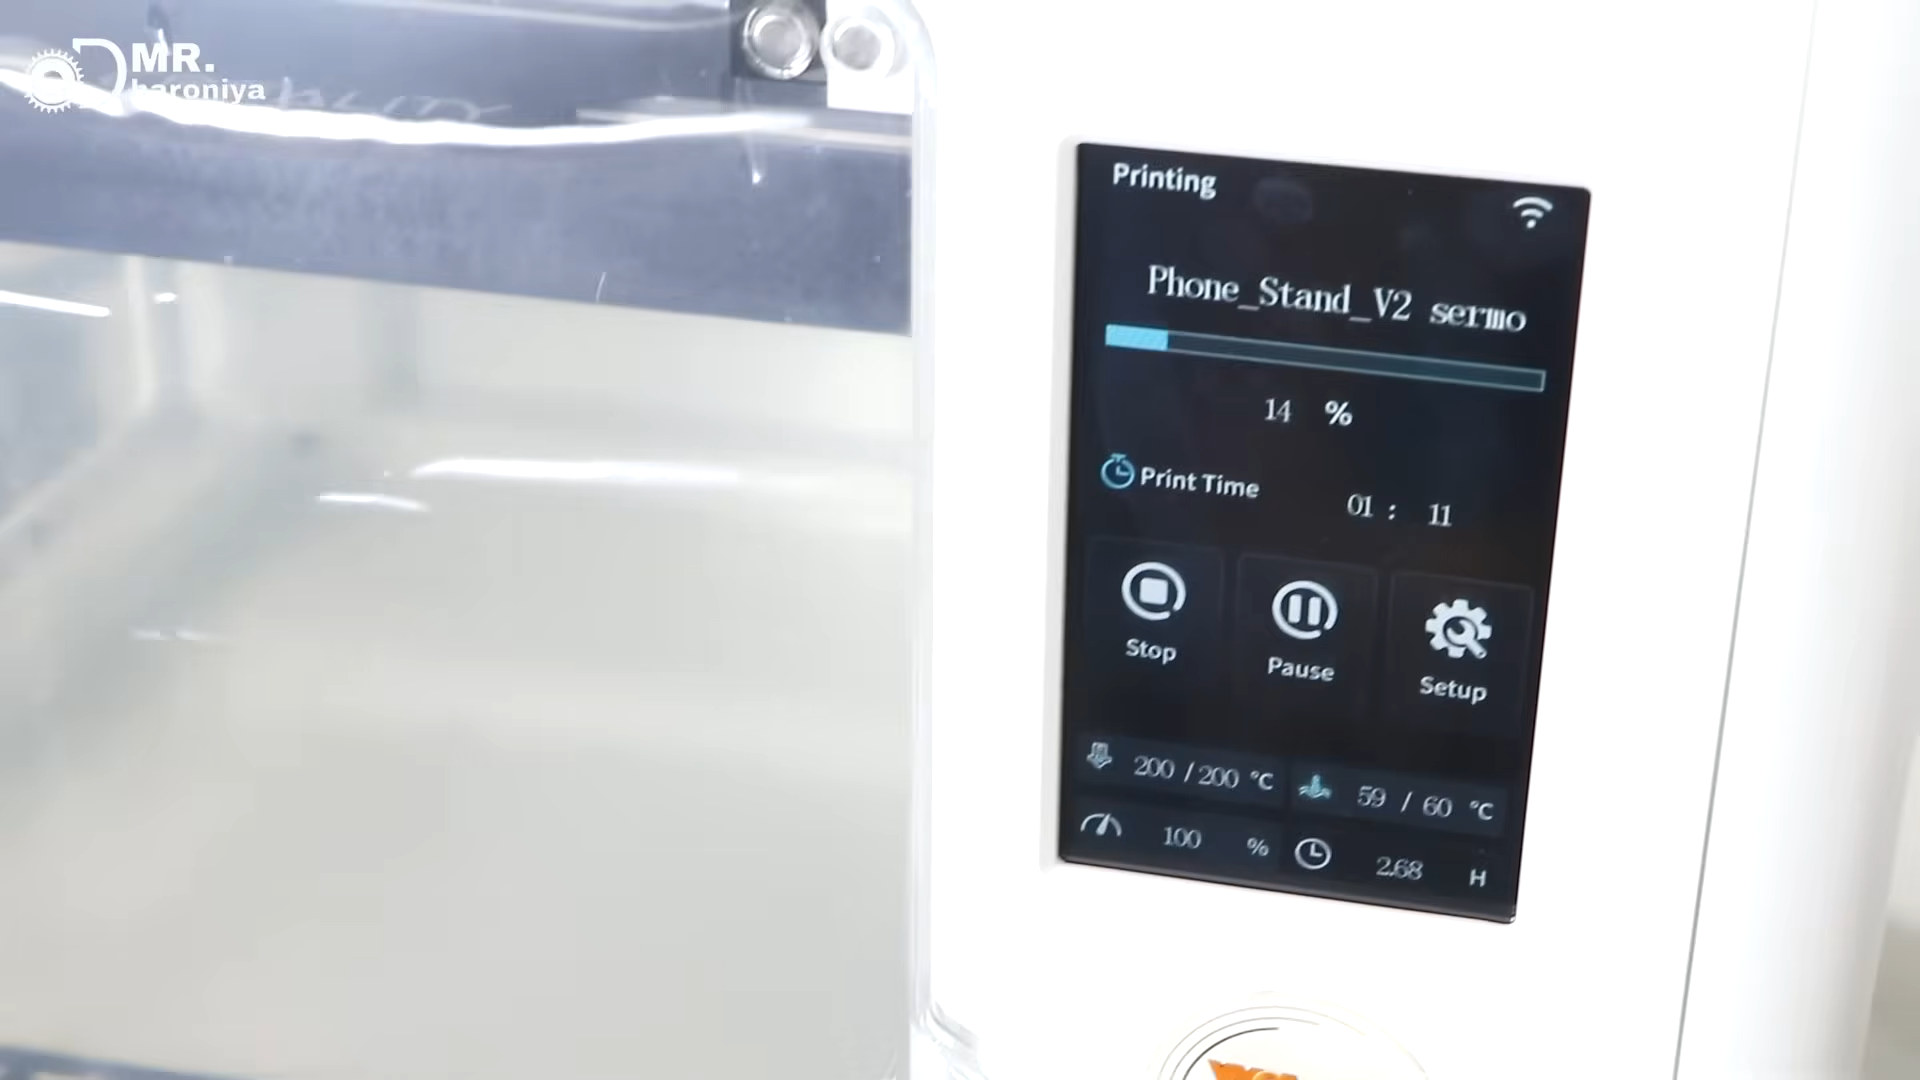 MR.
haroniya
Printing
Phone_Stand_V2 sermo
14 %
Print Time 01 : 11
Stop Pause Setup
200 / 200 °C 59 / 60 °C
100 % 2.68 H